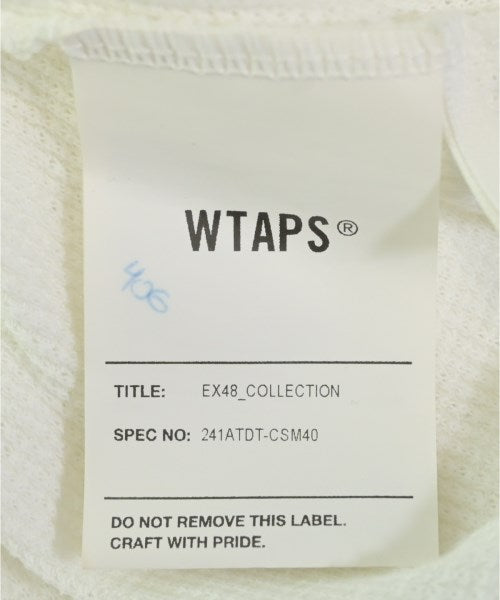 WTAPS®
406
TITLE: EX48_COLLECTION
SPEC NO: 241ATDT-CSM40
DO NOT REMOVE THIS LABEL.
CRAFT WITH PRIDE.